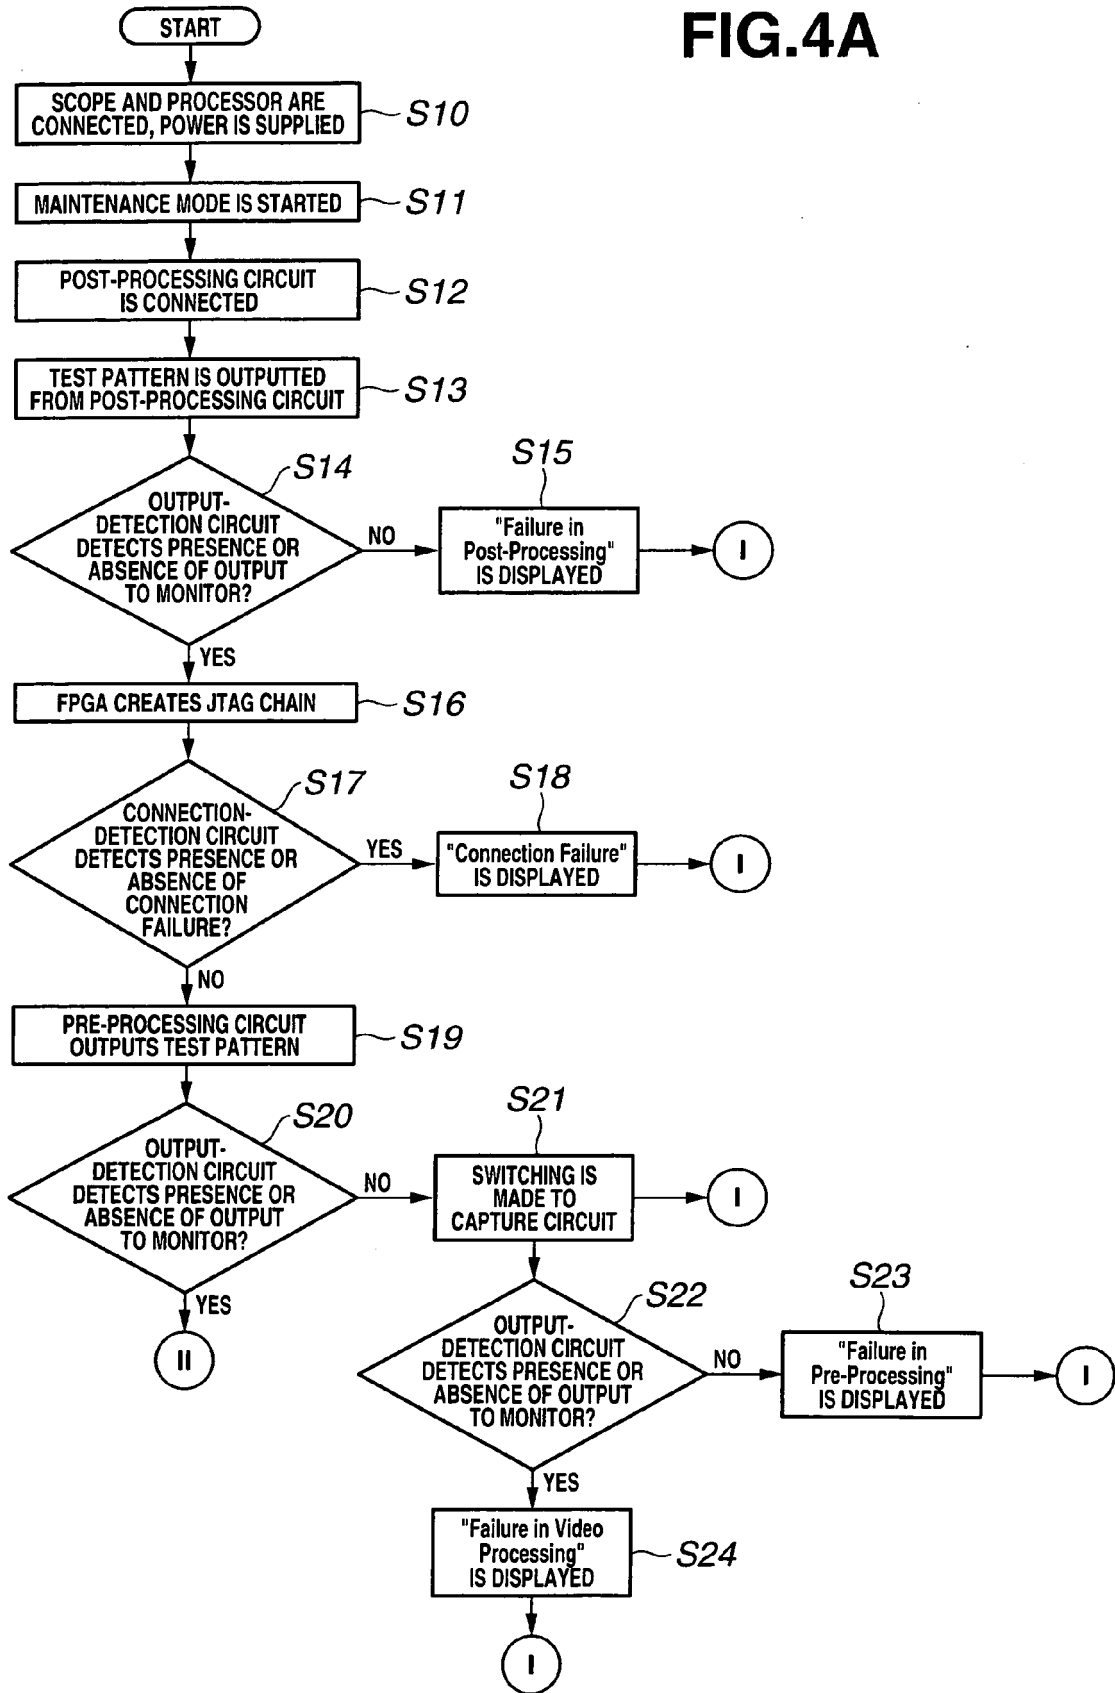 FIG.4A
START
SCOPE AND PROCESSOR ARE
CONNECTED, POWER IS SUPPLIED
S10
MAINTENANCE MODE IS STARTED
S11
POST-PROCESSING CIRCUIT
IS CONNECTED
S12
TEST PATTERN IS OUTPUTTED
FROM POST-PROCESSING CIRCUIT
S13
S14
OUTPUT-
DETECTION CIRCUIT
DETECTS PRESENCE OR
ABSENCE OF OUTPUT
TO MONITOR?
NO
S15
"Failure in
Post-Processing"
IS DISPLAYED
I
YES
FPGA CREATES JTAG CHAIN
S16
S17
CONNECTION-
DETECTION CIRCUIT
DETECTS PRESENCE OR
ABSENCE OF
CONNECTION
FAILURE?
YES
S18
"Connection Failure"
IS DISPLAYED
I
NO
PRE-PROCESSING CIRCUIT
OUTPUTS TEST PATTERN
S19
S20
OUTPUT-
DETECTION CIRCUIT
DETECTS PRESENCE OR
ABSENCE OF OUTPUT
TO MONITOR?
NO
S21
SWITCHING IS
MADE TO
CAPTURE CIRCUIT
I
YES
II
S22
OUTPUT-
DETECTION CIRCUIT
DETECTS PRESENCE OR
ABSENCE OF OUTPUT
TO MONITOR?
NO
S23
"Failure in
Pre-Processing"
IS DISPLAYED
I
YES
"Failure in Video
Processing"
IS DISPLAYED
S24
I